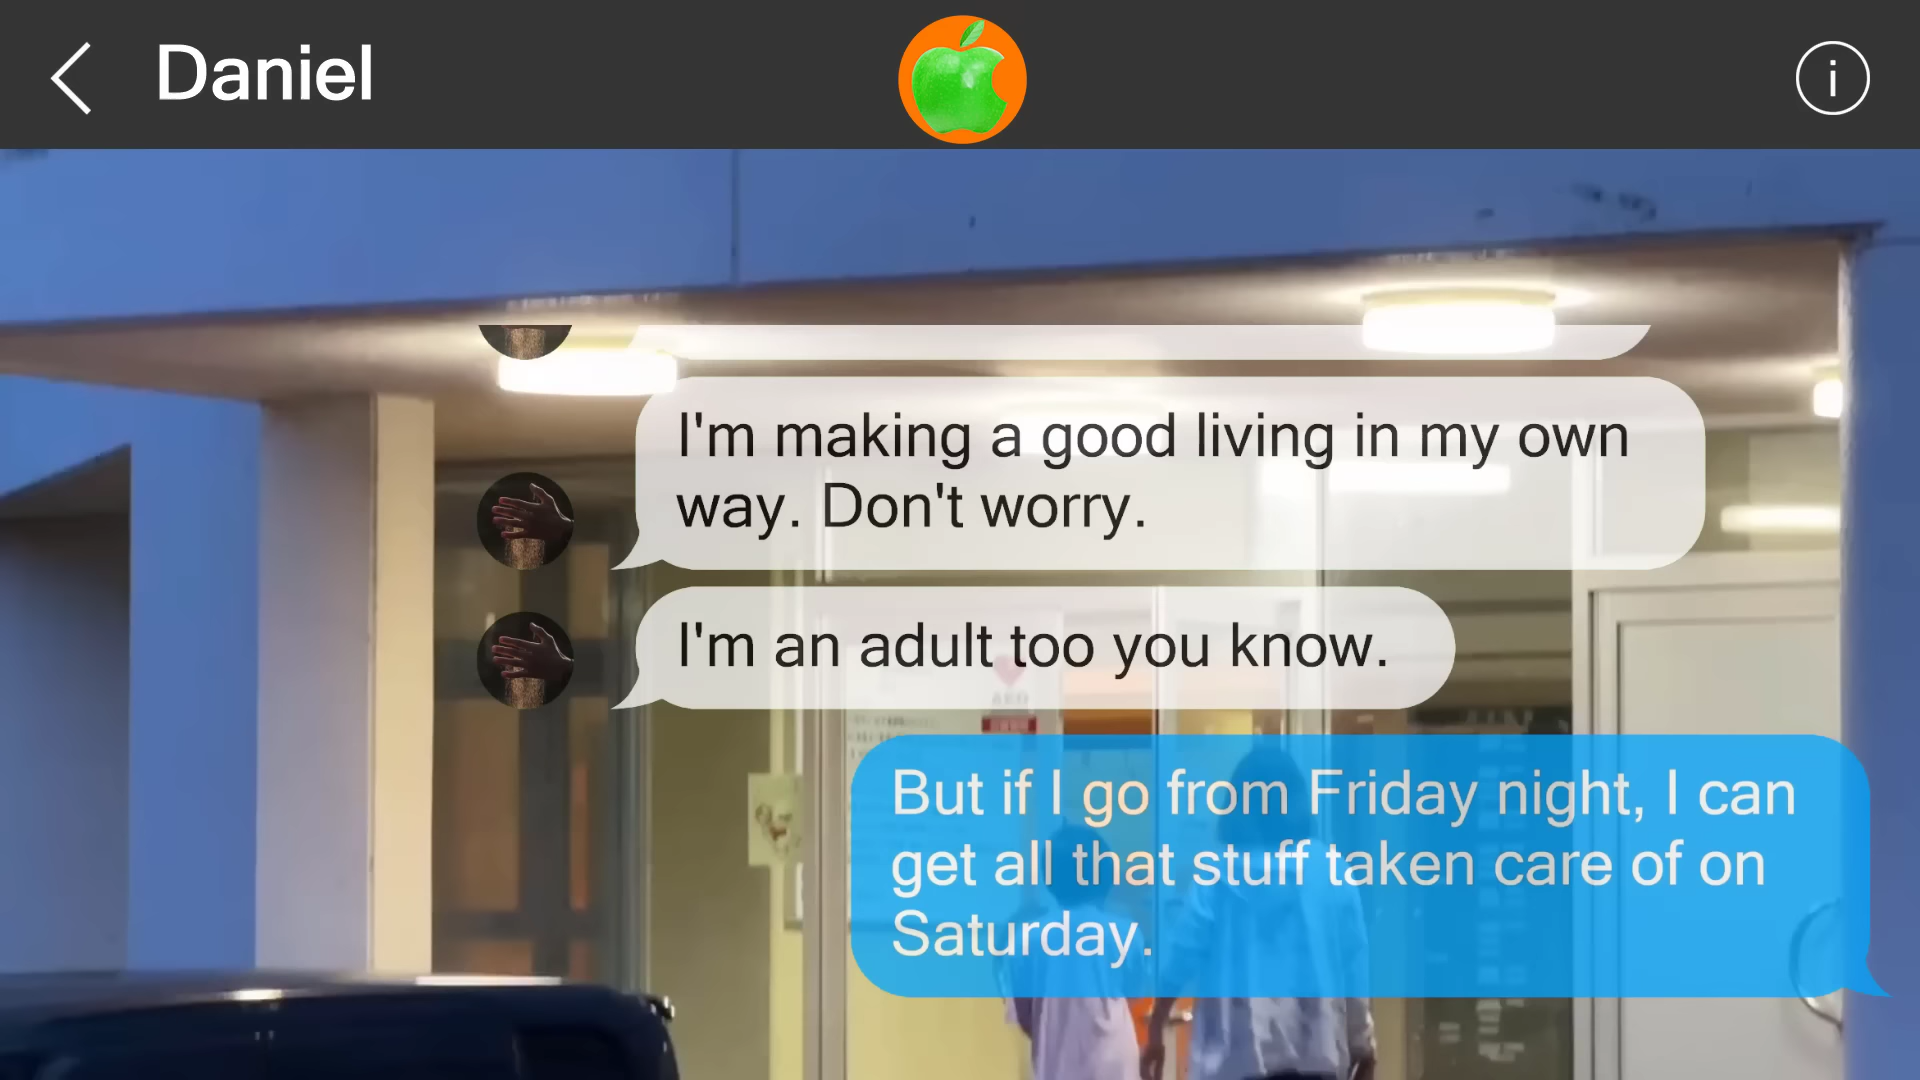 Daniel
i
I'm making a good living in my own
way. Don't worry.
I'm an adult too you know.
AED
But if I go from Friday night, I can
get all that stuff taken care of on
Saturday.